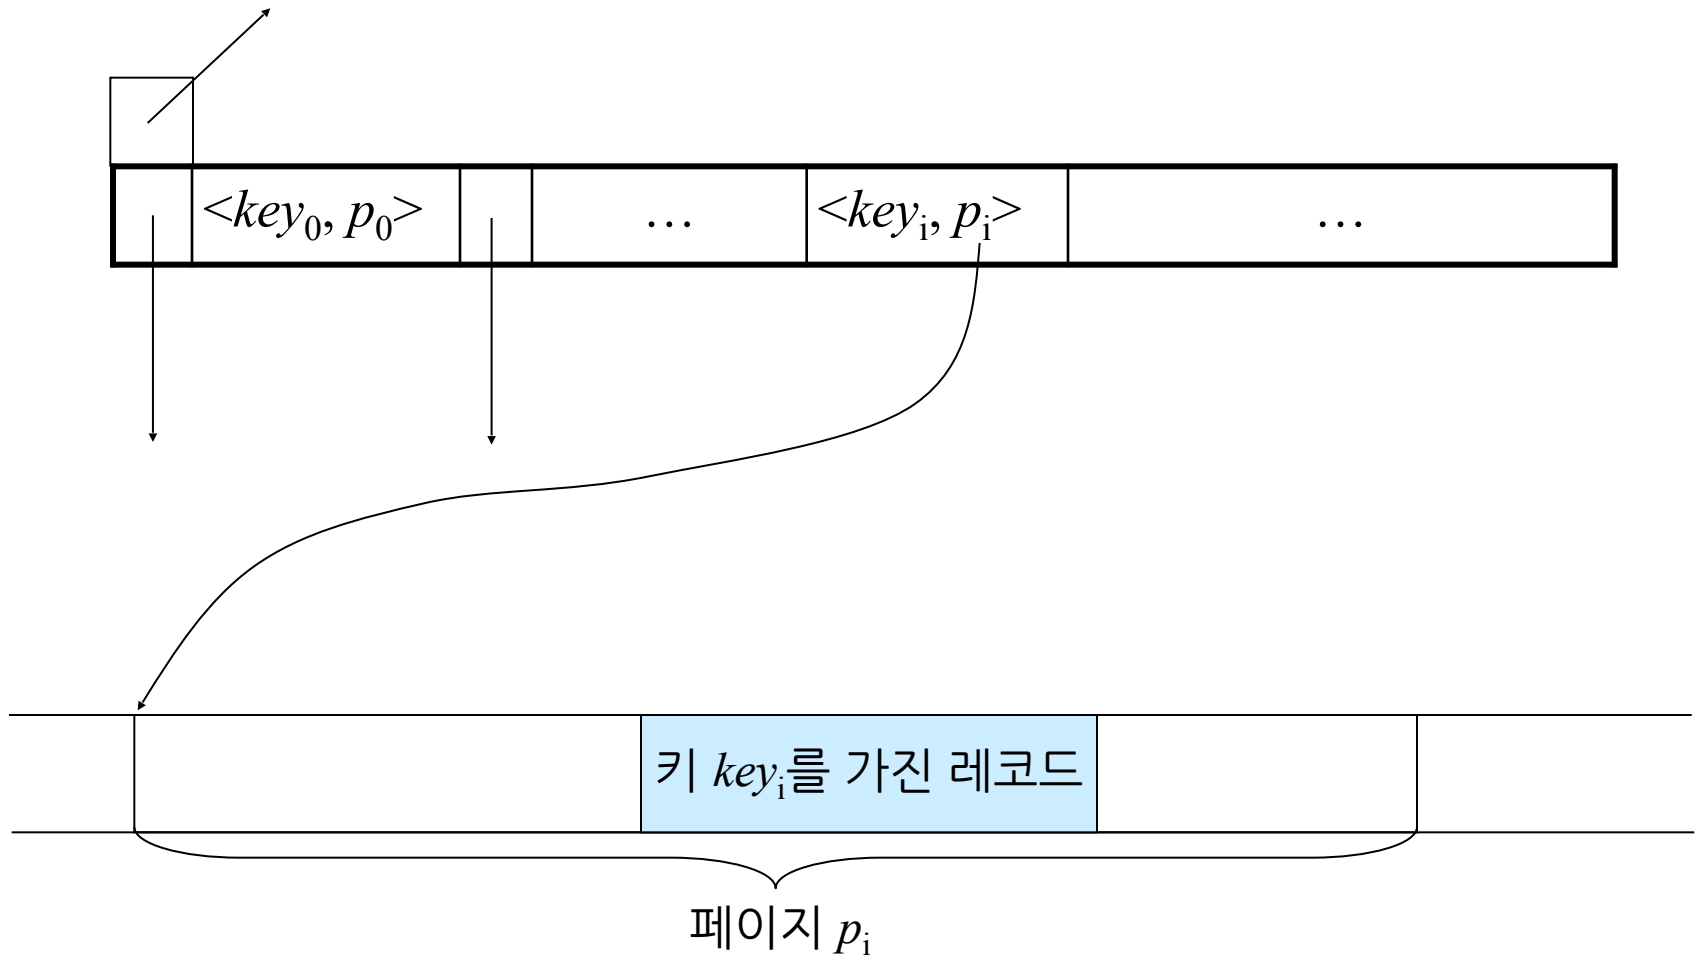 <key₀, p₀> … <keyᵢ, pᵢ> …
키 keyᵢ를 가진 레코드
페이지 pᵢ